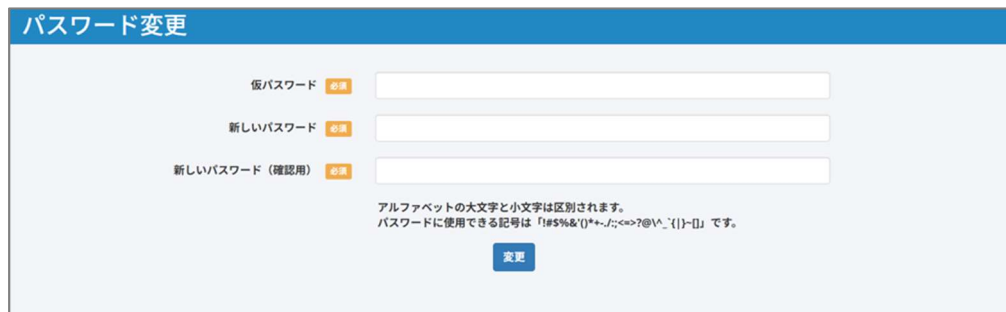 パスワード変更
仮パスワード 必須
新しいパスワード 必須
新しいパスワード（確認用） 必須
アルファベットの大文字と小文字は区別されます。
パスワードに使用できる記号は「!#$%&'()*+-./:;<=>?@\^_`{|}~[]」です。
変更